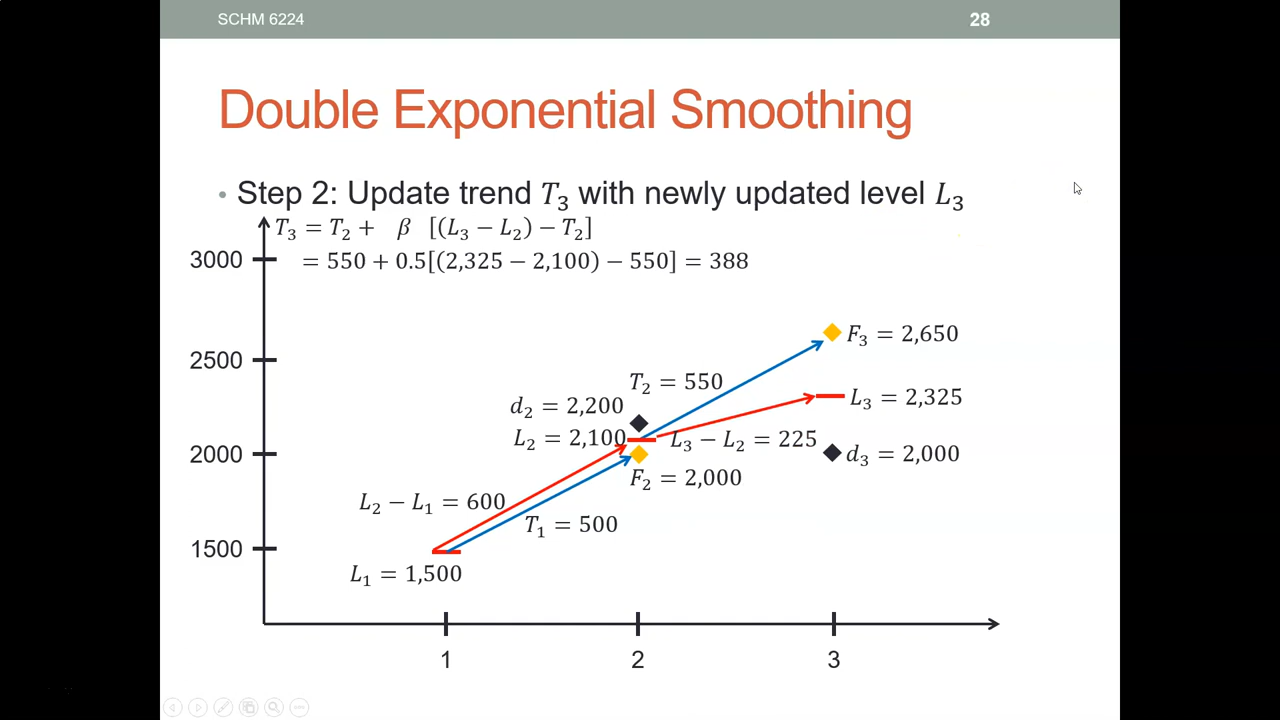 SCHM 6224
28
Double Exponential Smoothing
• Step 2: Update trend T₃ with newly updated level L₃
T₃ = T₂ + β [(L₃ − L₂) − T₂]
= 550 + 0.5[(2,325 − 2,100) − 550] = 388
3000
2500
2000
1500
F₃ = 2,650
T₂ = 550
L₃ = 2,325
d₂ = 2,200
L₂ = 2,100
L₃ − L₂ = 225
d₃ = 2,000
F₂ = 2,000
L₂ − L₁ = 600
T₁ = 500
L₁ = 1,500
1
2
3